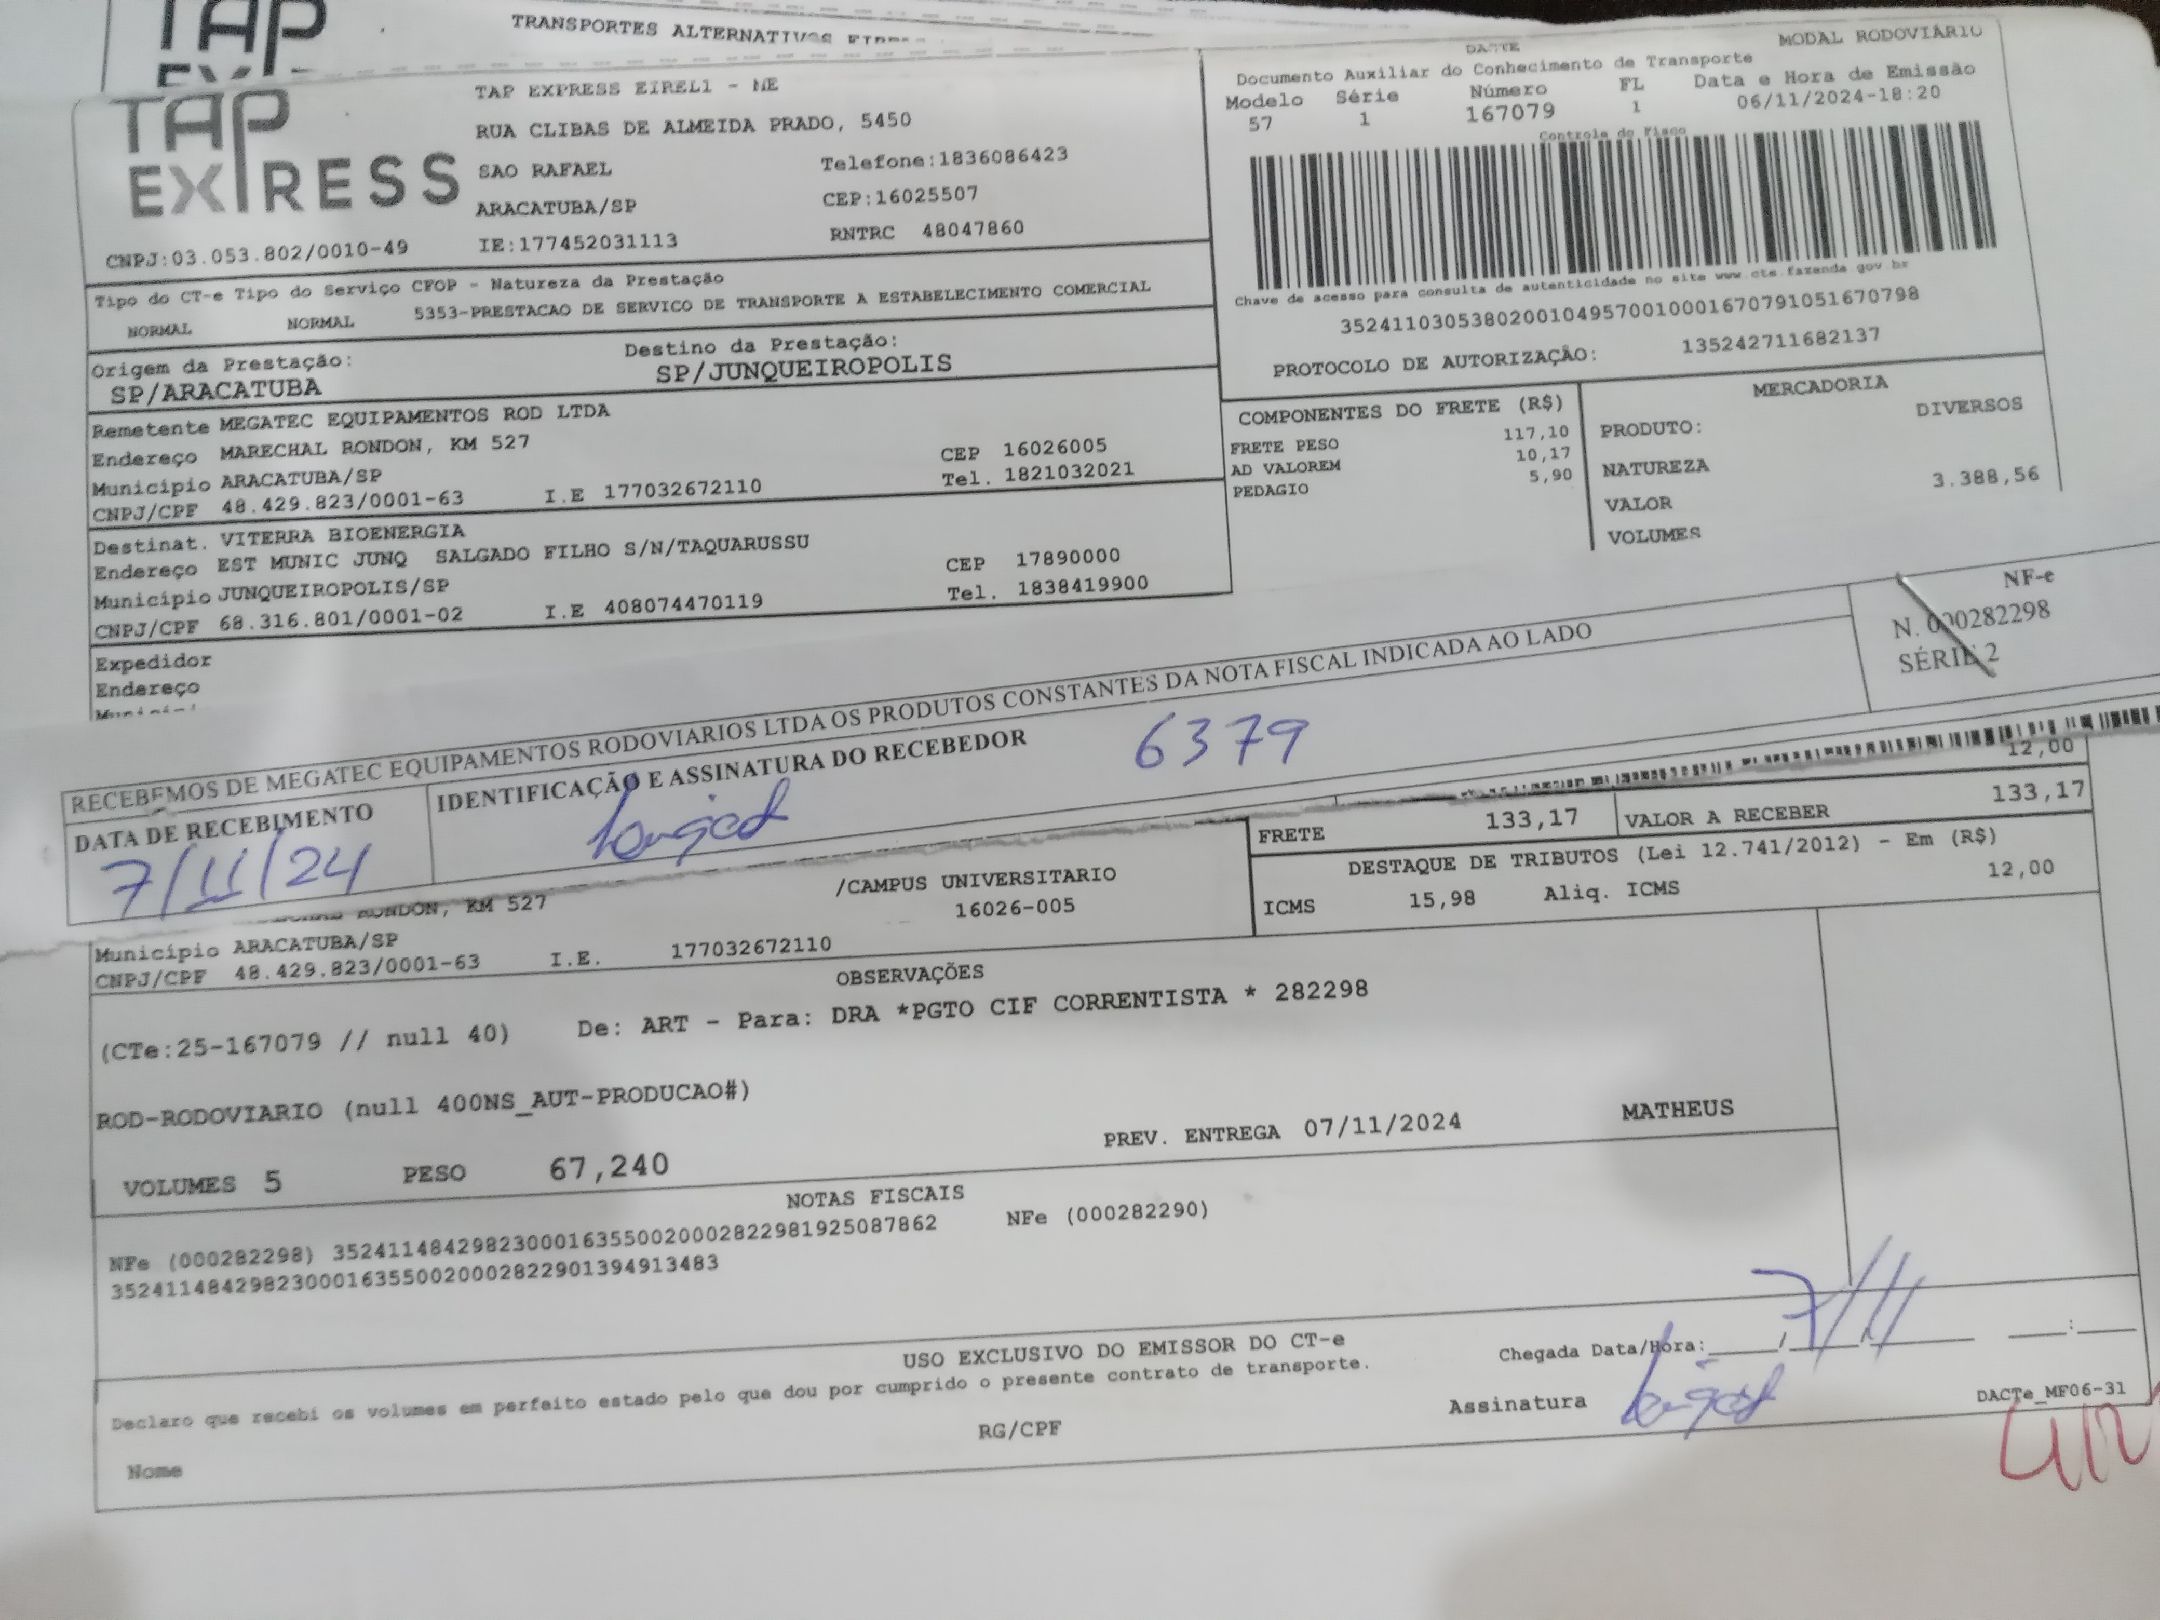 TAP
TRANSPORTES ALTERNATIVOS
TAP EXPRESS
TAP EXPRESS EIREL1 - ME
RUA CLIBAS DE ALMEIDA PRADO, 5450
SAO RAFAEL Telefone:1836086423
ARACATUBA/SP CEP:16025507
CNPJ:03.053.802/0010-49 IE:177452031113 RNTRC 48047860
DACTE MODAL RODOVIÁRIO
Documento Auxiliar do Conhecimento de Transporte
Modelo Série Número FL Data e Hora de Emissão
57 1 167079 1 06/11/2024-18:20
Controle do Fisco
Chave de acesso para consulta de autenticidade no site www.cte.fazenda gov br
35241103053802001049570010001670791051670798
PROTOCOLO DE AUTORIZAÇÃO: 135242711682137
Tipo do CT-e Tipo do Serviço CFOP - Natureza da Prestação
NORMAL NORMAL 5353-PRESTACAO DE SERVICO DE TRANSPORTE A ESTABELECIMENTO COMERCIAL
Origem da Prestação: Destino da Prestação:
SP/ARACATUBA SP/JUNQUEIROPOLIS
Remetente MEGATEC EQUIPAMENTOS ROD LTDA
Endereço MARECHAL RONDON, KM 527 CEP 16026005
Município ARACATUBA/SP Tel. 1821032021
CNPJ/CPF 48.429.823/0001-63 I.E 177032672110
Destinat. VITERRA BIOENERGIA
Endereço EST MUNIC JUNQ SALGADO FILHO S/N/TAQUARUSSU CEP 17890000
Município JUNQUEIROPOLIS/SP Tel. 1838419900
CNPJ/CPF 68.316.801/0001-02 I.E 408074470119
Expedidor
Endereço
COMPONENTES DO FRETE (R$)
FRETE PESO 117,10
AD VALOREM 10,17
PEDAGIO 5,90
MERCADORIA
PRODUTO: DIVERSOS
NATUREZA
VALOR 3.388,56
VOLUMES
RECEBEMOS DE MEGATEC EQUIPAMENTOS RODOVIARIOS LTDA OS PRODUTOS CONSTANTES DA NOTA FISCAL INDICADA AO LADO
NF-e
N. 000282298
SÉRIE 2
DATA DE RECEBIMENTO IDENTIFICAÇÃO E ASSINATURA DO RECEBEDOR
7/11/24 6379
12,00
FRETE 133,17 VALOR A RECEBER 133,17
DESTAQUE DE TRIBUTOS (Lei 12.741/2012) - Em (R$)
ICMS 15,98 Aliq. ICMS 12,00
RONDON, KM 527 /CAMPUS UNIVERSITARIO
16026-005
Município ARACATUBA/SP
CNPJ/CPF 48.429.823/0001-63 I.E. 177032672110
OBSERVAÇÕES
(CTe:25-167079 // null 40) De: ART - Para: DRA *PGTO CIF CORRENTISTA * 282298
ROD-RODOVIARIO (null 400NS_AUT-PRODUCAO#)
VOLUMES 5 PESO 67,240 PREV. ENTREGA 07/11/2024 MATHEUS
NOTAS FISCAIS
NFe (000282298) 35241148429823000163550020002822981925087862 NFe (000282290)
35241148429823000163550020002822901394913483
USO EXCLUSIVO DO EMISSOR DO CT-e
Declaro que recebi os volumes em perfeito estado pelo que dou por cumprido o presente contrato de transporte.
Chegada Data/Hora: 7/11
Nome RG/CPF Assinatura
DACTe_MF06-31